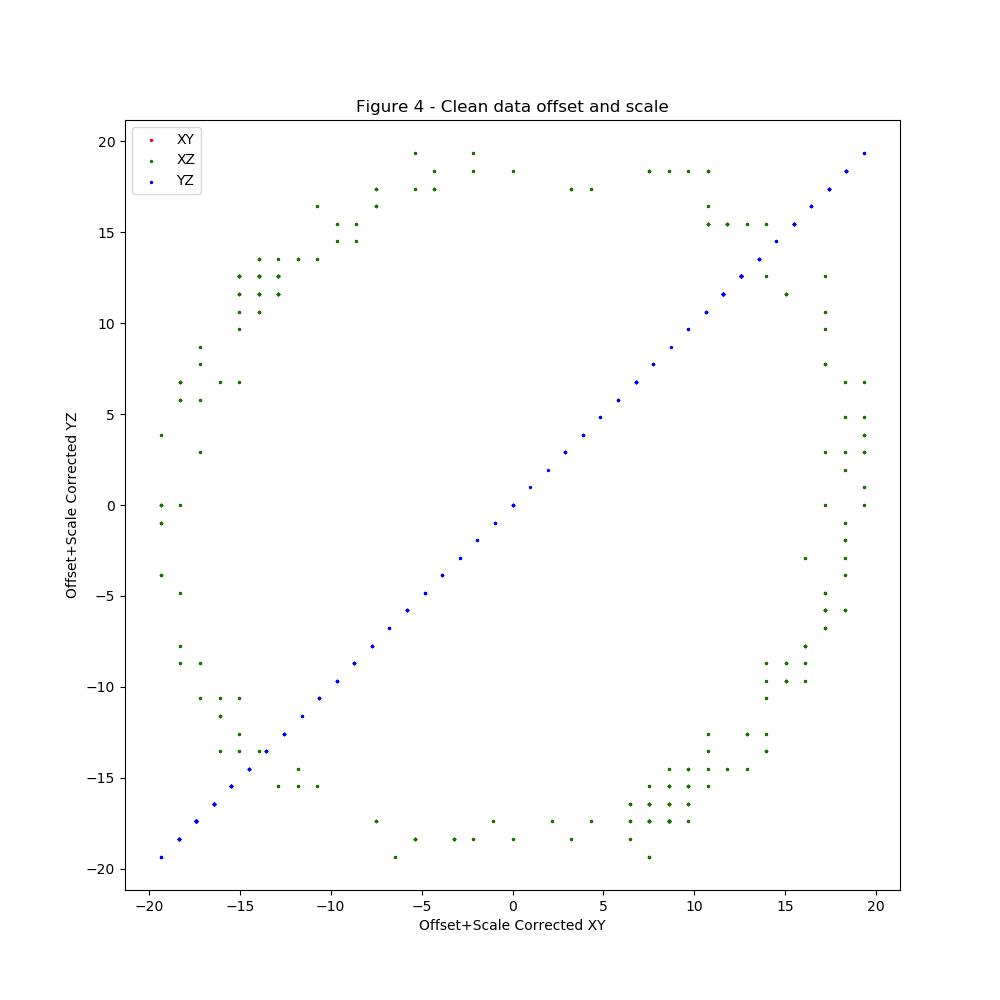 Figure 4 - Clean data offset and scale
XY
XZ
YZ
20
15
10
5
0
−5
−10
−15
−20
Offset+Scale Corrected YZ
−20 −15 −10 −5 0 5 10 15 20
Offset+Scale Corrected XY